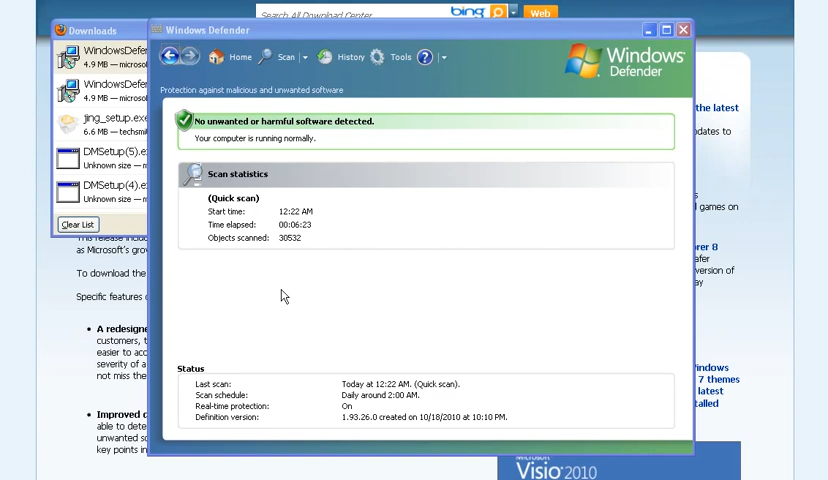 Search All Download Center
bing
Web
Downloads
WindowsDefe
4.9 MB — microso
WindowsDefe
4.9 MB — microso
jing_setup.exe
6.6 MB — techsmi
DMSetup(5).e
Unknown size — m
DMSetup(4).e
Unknown size — m
Clear List
Windows Defender
Home
Scan
History
Tools
Windows
Defender
Protection against malicious and unwanted software
No unwanted or harmful software detected.
Your computer is running normally.
Scan statistics
(Quick scan)
Start time: 12:22 AM
Time elapsed: 00:06:23
Objects scanned: 30532
Status
Last scan: Today at 12:22 AM. (Quick scan).
Scan schedule: Daily around 2:00 AM.
Real-time protection: On
Definition version: 1.93.26.0 created on 10/18/2010 at 10:10 PM.
This release includ
as Microsoft's grov
To download the
Specific features o
A redesigne
customers, t
easier to acc
severity of a
not miss the
Improved d
able to dete
unwanted so
key points in
the latest
dates to
games on
rer 8
afer
version of
ay
indows
7 themes
latest
talled
Visio 2010